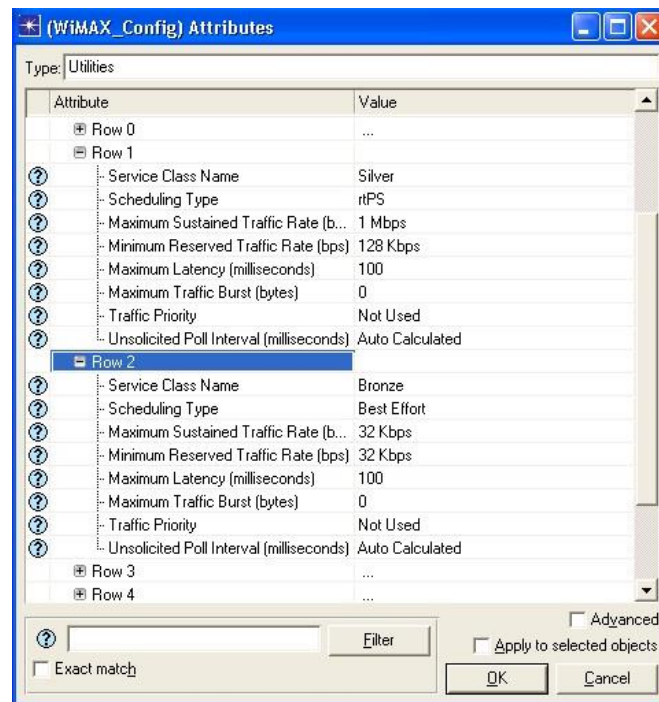 (WiMAX_Config) Attributes
Type: Utilities
Attribute Value
Row 0 ...
Row 1
Service Class Name Silver
Scheduling Type rtPS
Maximum Sustained Traffic Rate (b... 1 Mbps
Minimum Reserved Traffic Rate (bps) 128 Kbps
Maximum Latency (milliseconds) 100
Maximum Traffic Burst (bytes) 0
Traffic Priority Not Used
Unsolicited Poll Interval (milliseconds) Auto Calculated
Row 2
Service Class Name Bronze
Scheduling Type Best Effort
Maximum Sustained Traffic Rate (b... 32 Kbps
Minimum Reserved Traffic Rate (bps) 32 Kbps
Maximum Latency (milliseconds) 100
Maximum Traffic Burst (bytes) 0
Traffic Priority Not Used
Unsolicited Poll Interval (milliseconds) Auto Calculated
Row 3 ...
Row 4 ...
Advanced
Filter Apply to selected objects
Exact match
OK Cancel